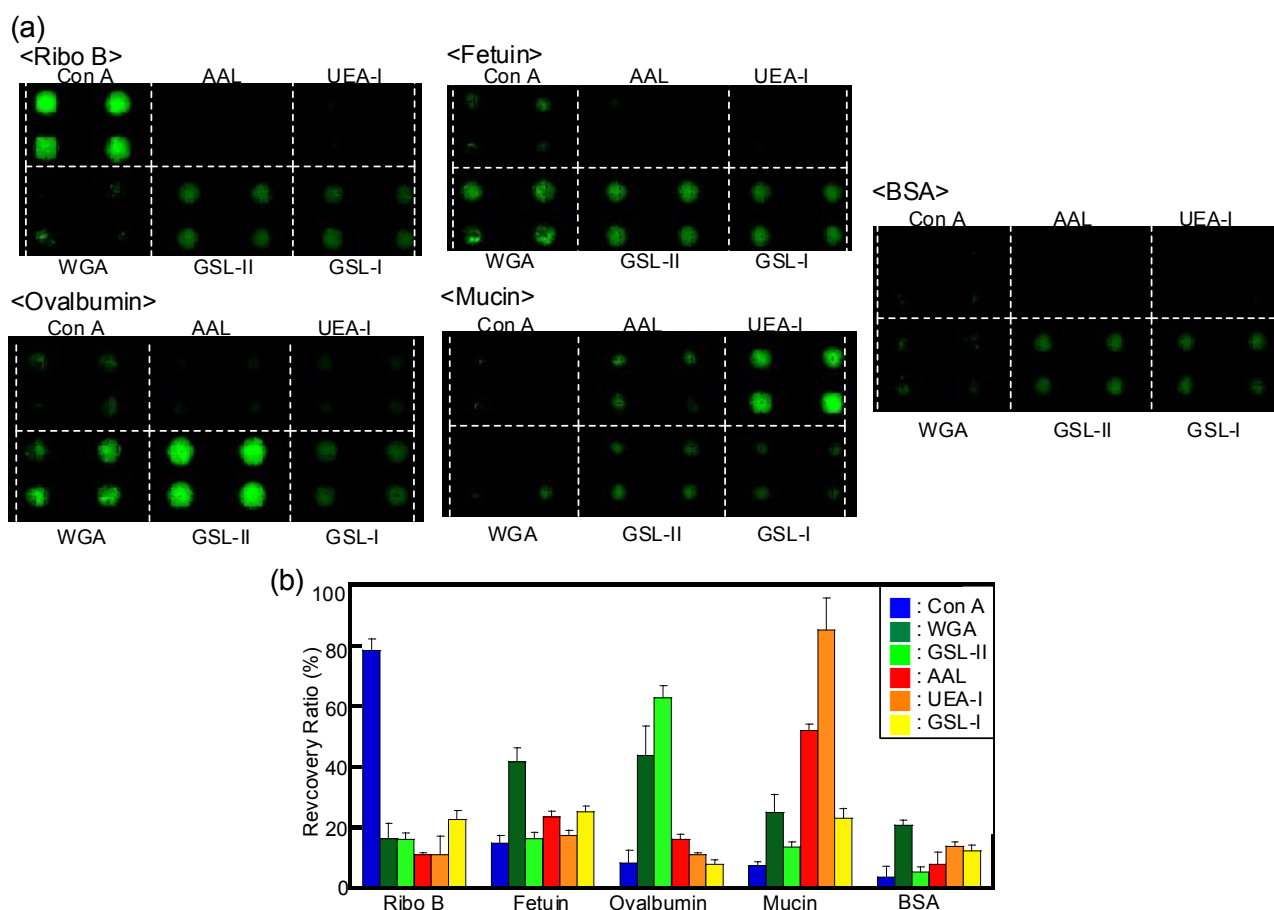 (a)
<Ribo B>
Con A AAL UEA-I
WGA GSL-II GSL-I
<Fetuin>
Con A AAL UEA-I
WGA GSL-II GSL-I
<BSA>
Con A AAL UEA-I
WGA GSL-II GSL-I
<Ovalbumin>
Con A AAL UEA-I
WGA GSL-II GSL-I
<Mucin>
Con A AAL UEA-I
WGA GSL-II GSL-I
(b)
Revcovery Ratio (%)
100
80
60
40
20
0
Ribo B Fetuin Ovalbumin Mucin BSA
: Con A
: WGA
: GSL-II
: AAL
: UEA-I
: GSL-I